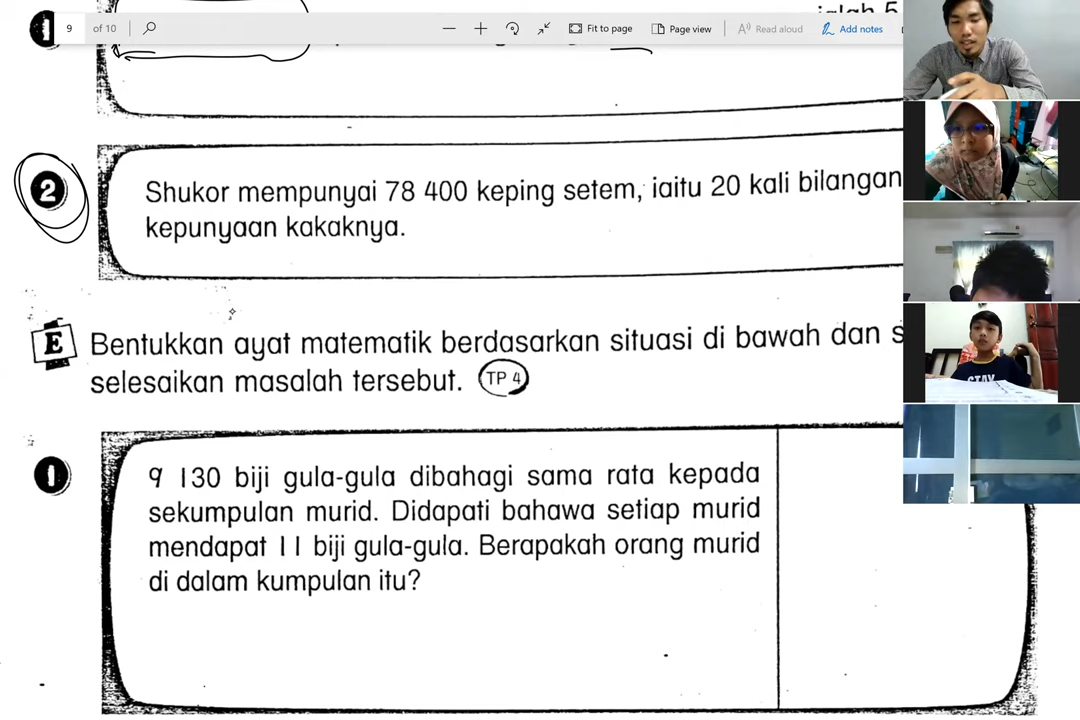 9 of 10
Fit to page
Page view
Read aloud
Add notes
ialah 5
2
Shukor mempunyai 78 400 keping setem, iaitu 20 kali bilangan
kepunyaan kakaknya.
E
Bentukkan ayat matematik berdasarkan situasi di bawah dan s
selesaikan masalah tersebut. TP 4
1
9 130 biji gula-gula dibahagi sama rata kepada
sekumpulan murid. Didapati bahawa setiap murid
mendapat 11 biji gula-gula. Berapakah orang murid
di dalam kumpulan itu?